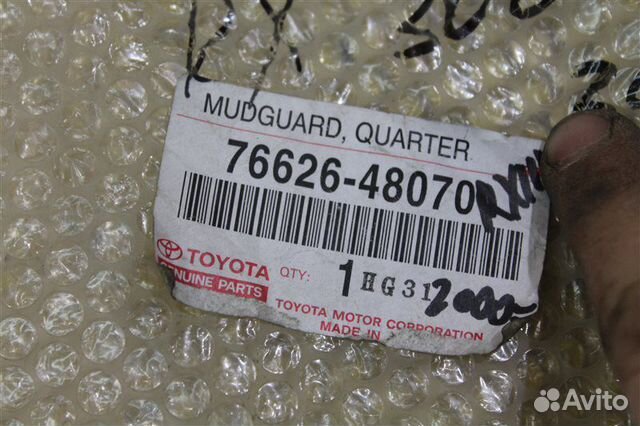 MUDGUARD, QUARTER
76626-48070
TOYOTA
GENUINE PARTS
QTY: 1 HG31
2000-
TOYOTA MOTOR CORPORATION
MADE IN
Avito